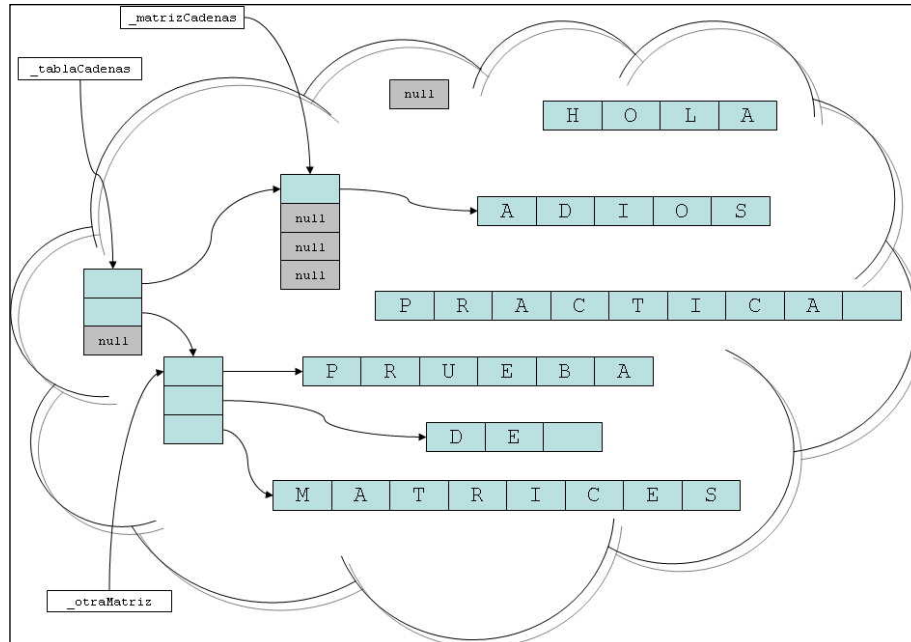 _matrizCadenas
_tablaCadenas
null
H O L A
null
A D I O S
null
null
P R A C T I C A
null
P R U E B A
D E
M A T R I C E S
_otraMatriz